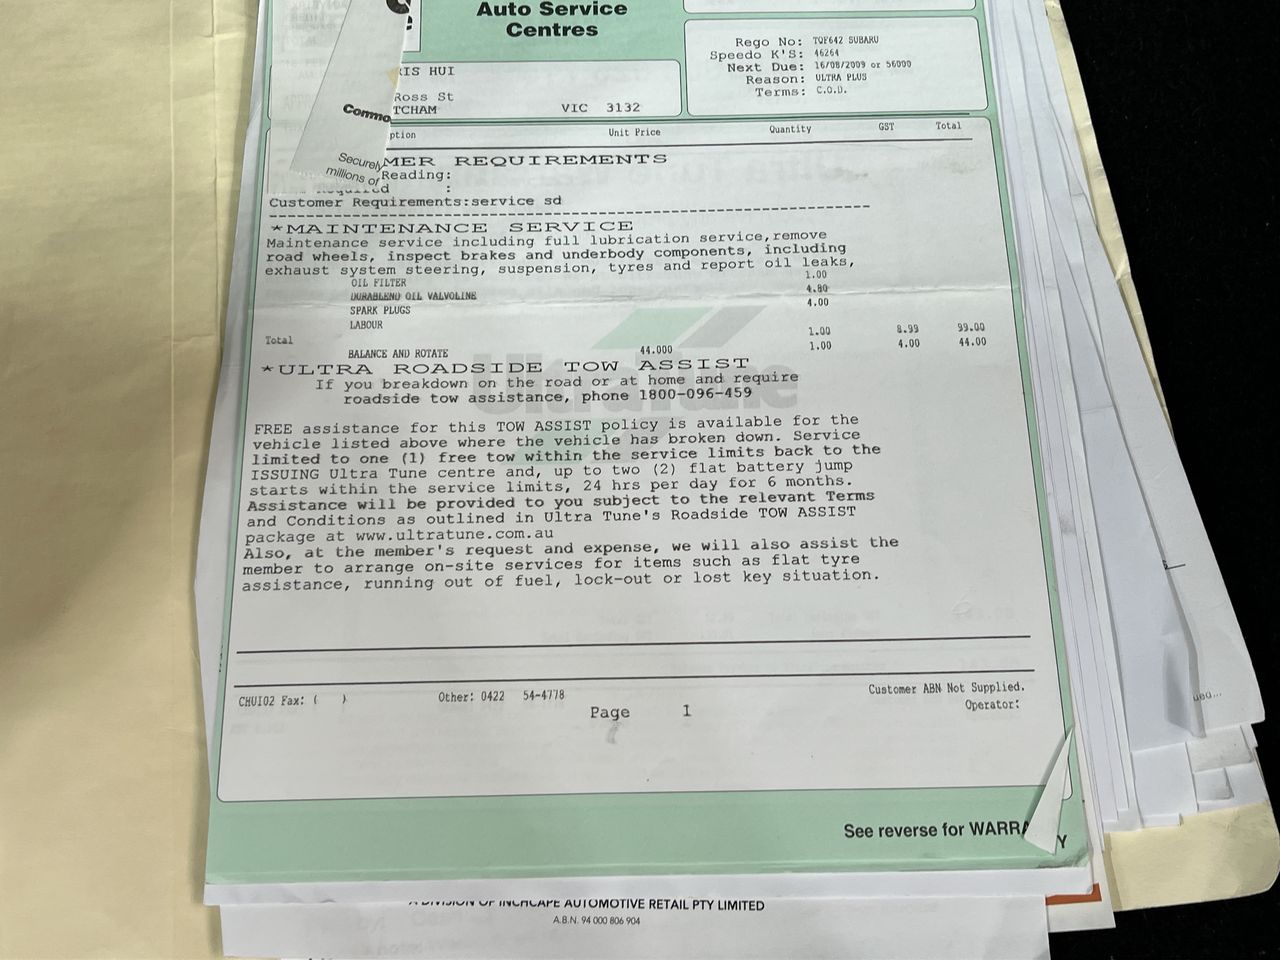 Auto Service
Centres
Rego No: TQF642 SUBARU
Speedo K'S: 46264
Next Due: 16/08/2009 or 56000
Reason: ULTRA PLUS
Terms: C.O.D.
IS HUI
Ross St
TCHAM VIC 3132
Commo
Securely
millions of
ption Unit Price Quantity GST Total
MER REQUIREMENTS
Reading:
:
Customer Requirements:service sd
*MAINTENANCE SERVICE
Maintenance service including full lubrication service,remove
road wheels, inspect brakes and underbody components, including
exhaust system steering, suspension, tyres and report oil leaks,
OIL FILTER 1.00
DURABLEND OIL VALVOLINE 4.80
SPARK PLUGS 4.00
LABOUR
Total 1.00 8.99 99.00
BALANCE AND ROTATE 44.000 1.00 4.00 44.00
*ULTRA ROADSIDE TOW ASSIST
If you breakdown on the road or at home and require
roadside tow assistance, phone 1800-096-459
UltraTune
FREE assistance for this TOW ASSIST policy is available for the
vehicle listed above where the vehicle has broken down. Service
limited to one (1) free tow within the service limits back to the
ISSUING Ultra Tune centre and, up to two (2) flat battery jump
starts within the service limits, 24 hrs per day for 6 months.
Assistance will be provided to you subject to the relevant Terms
and Conditions as outlined in Ultra Tune's Roadside TOW ASSIST
package at www.ultratune.com.au
Also, at the member's request and expense, we will also assist the
member to arrange on-site services for items such as flat tyre
assistance, running out of fuel, lock-out or lost key situation.
CHUI02 Fax: ( ) Other: 0422 54-4778 Customer ABN Not Supplied.
Page 1 Operator:
See reverse for WARRA Y
A DIVISION OF INCHCAPE AUTOMOTIVE RETAIL PTY LIMITED
A.B.N. 94 000 806 904